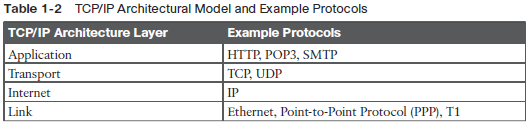 Table 1-2 TCP/IP Architectural Model and Example Protocols
TCP/IP Architecture Layer Example Protocols
Application HTTP, POP3, SMTP
Transport TCP, UDP
Internet IP
Link Ethernet, Point-to-Point Protocol (PPP), T1